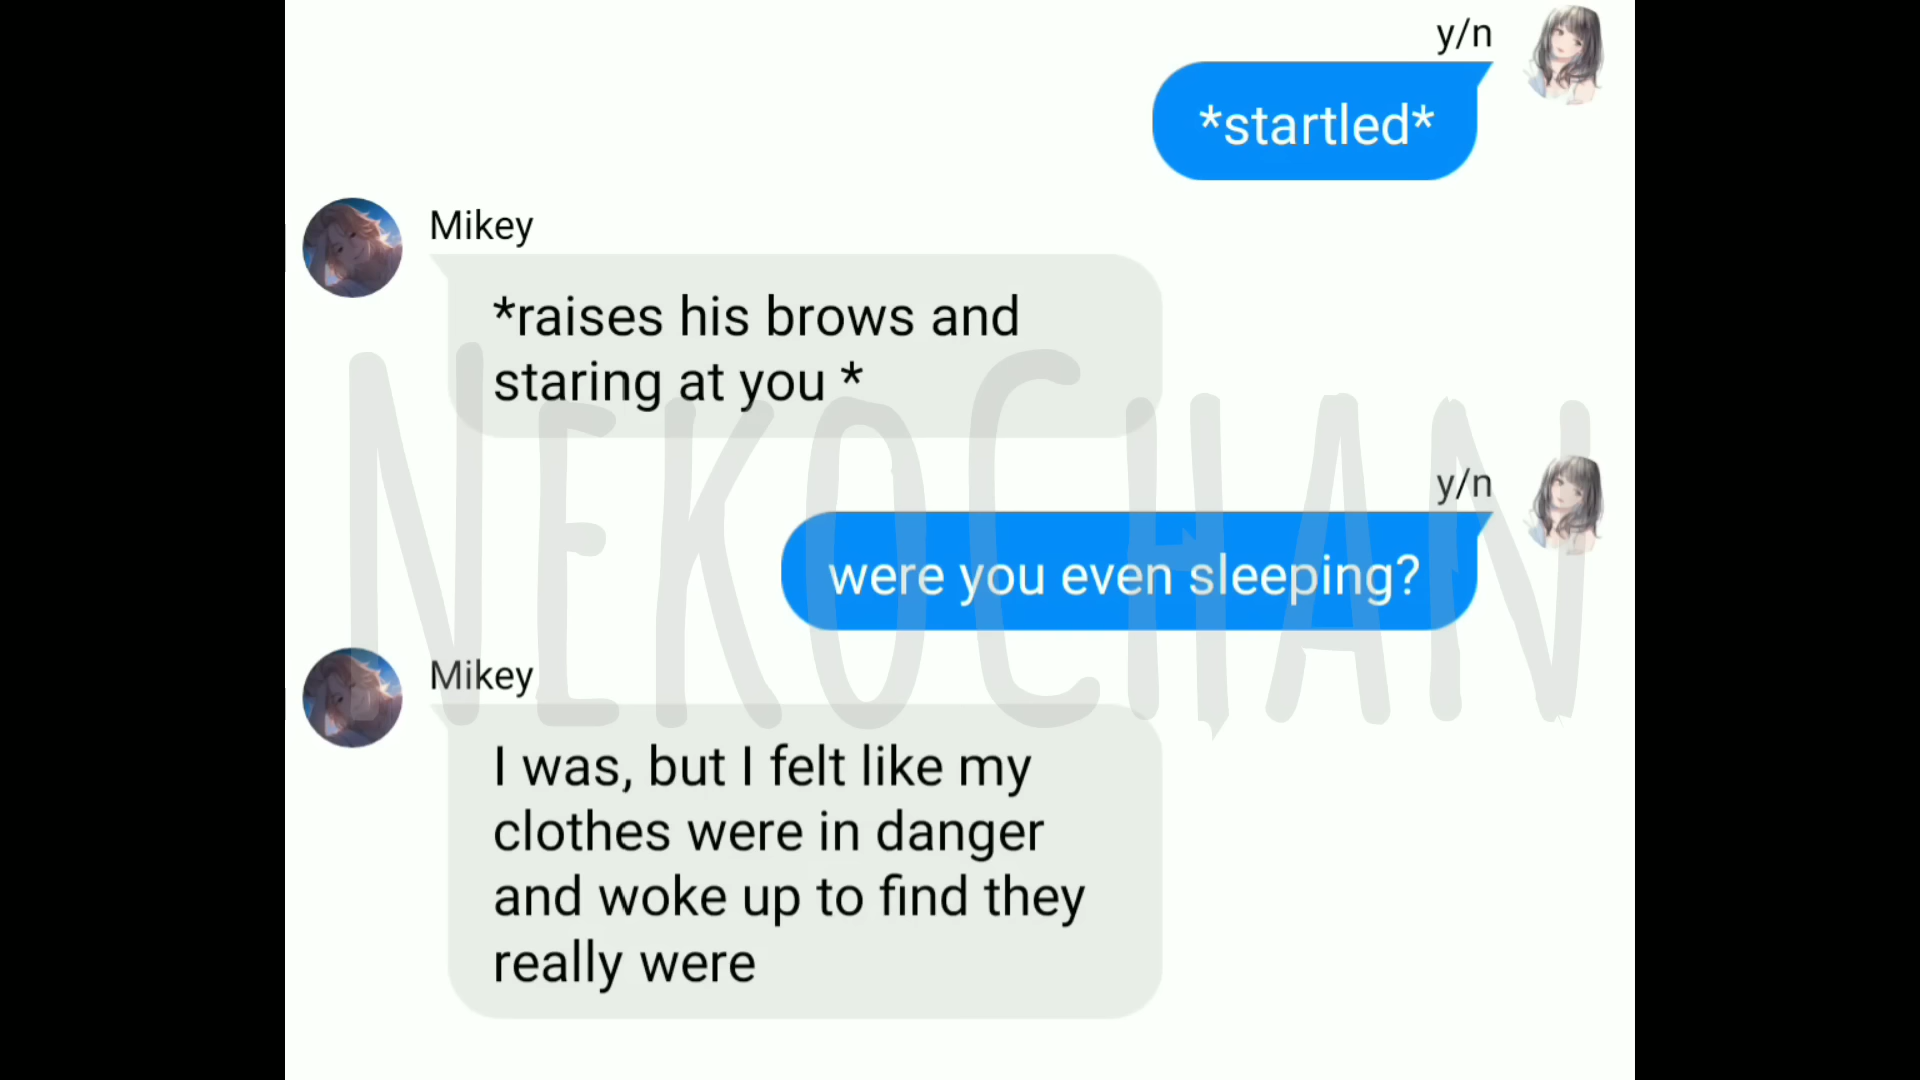 y/n
*startled*
Mikey
*raises his brows and
staring at you *
y/n
were you even sleeping?
Mikey
I was, but I felt like my
clothes were in danger
and woke up to find they
really were
NEKOCHAN